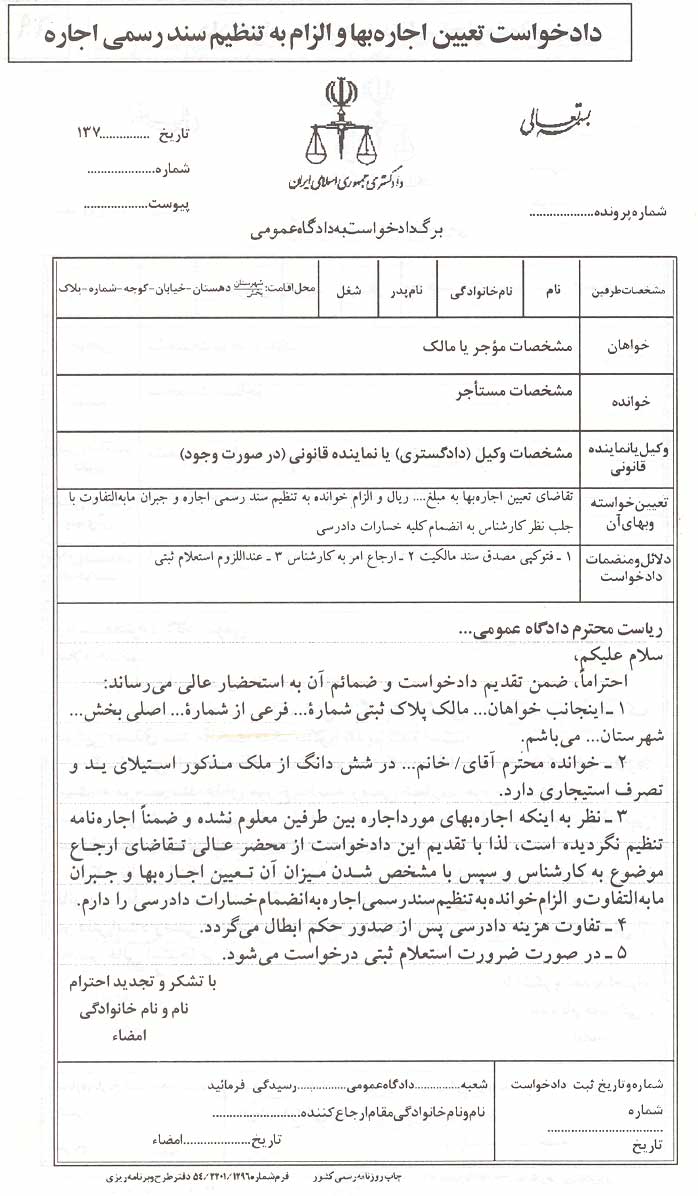 دادخواست تعیین اجاره‌بها و الزام به تنظیم سند رسمی اجاره
بسمه تعالی
تاریخ .............. ۱۳۷
شماره....................
پیوست...................
دادگستری جمهوری اسلامی ایران
شماره پرونده...................
برگ دادخواست به دادگاه عمومی
مشخصات طرفین نام نام خانوادگی نام پدر شغل محل اقامت: شهرستان بخش دهستان-خیابان-کوچه-شماره-پلاک
خواهان مشخصات مؤجر یا مالک
خوانده مشخصات مستأجر
وکیل یا نماینده قانونی مشخصات وکیل (دادگستری) یا نماینده قانونی (در صورت وجود)
تعیین خواسته وبهای آن تقاضای تعیین اجاره‌بها به مبلغ.... ریال و الزام خوانده به تنظیم سند رسمی اجاره و جبران مابه‌التفاوت با
جلب نظر کارشناس به انضمام کلیه خسارات دادرسی
دلائل و منضمات دادخواست ۱ ـ فتوکپی مصدق سند مالکیت ۲ ـ ارجاع امر به کارشناس ۳ ـ عنداللزوم استعلام ثبتی
ریاست محترم دادگاه عمومی...
سلام علیکم،
احتراماً، ضمن تقدیم دادخواست و ضمائم آن به استحضار عالی می‌رساند:
۱ ـ اینجانب خواهان... مالک پلاک ثبتی شمارهٔ... فرعی از شمارهٔ... اصلی بخش...
شهرستان... می‌باشم.
۲ ـ خوانده محترم آقای/ خانم... در شش دانگ از ملک مذکور استیلای ید و
تصرف استیجاری دارد.
۳ ـ نظر به اینکه اجاره‌بهای مورد اجاره بین طرفین معلوم نشده و ضمناً اجاره‌نامه
تنظیم نگردیده است، لذا با تقدیم این دادخواست از محضر عالی تقاضای ارجاع
موضوع به کارشناس و سپس با مشخص شدن میزان آن تعیین اجاره‌بها و جبران
مابه‌التفاوت و الزام خوانده به تنظیم سند رسمی اجاره به انضمام خسارات دادرسی را دارم.
۴ ـ تفاوت هزینه دادرسی پس از صدور حکم ابطال می‌گردد.
۵ ـ در صورت ضرورت استعلام ثبتی درخواست می‌شود.
با تشکر و تجدید احترام
نام و نام خانوادگی
امضاء
شماره و تاریخ ثبت دادخواست
شماره
................................
تاریخ
شعبه...............دادگاه عمومی...............رسیدگی فرمائید
نام و نام خانوادگی مقام ارجاع کننده.........................
تاریخ....................امضاء
چاپ روزنامه رسمی کشور فرم شماره ۵۴/۲۲۰۱/۱۲۹۶ دفتر طرح و برنامه ریزی